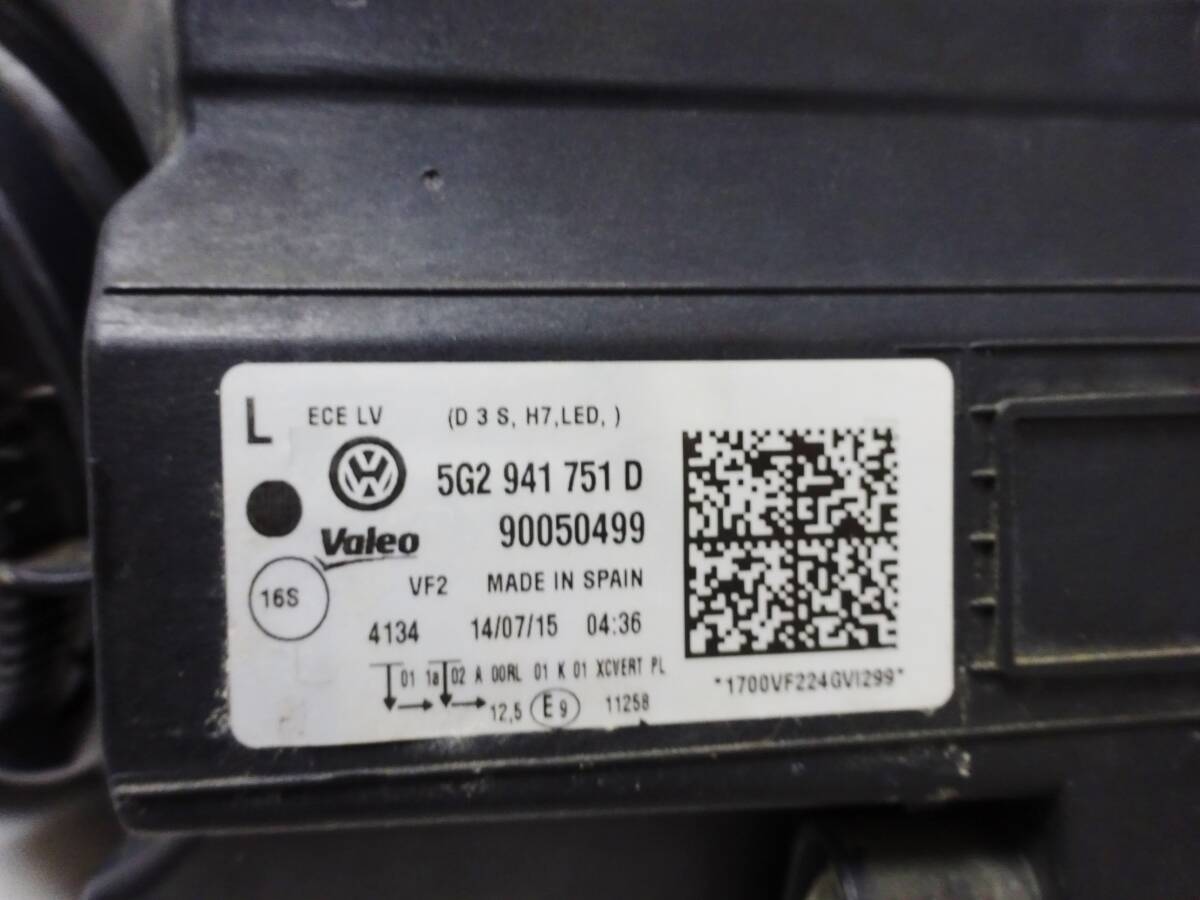 L ECE LV (D 3 S, H7,LED, )
5G2 941 751 D
Valeo 90050499
16S VF2 MADE IN SPAIN
4134 14/07/15 04:36
01 1a 02 A 00RL 01 K 01 XCVERT PL
12,5 E9 11258
*1700VF224GVI299*